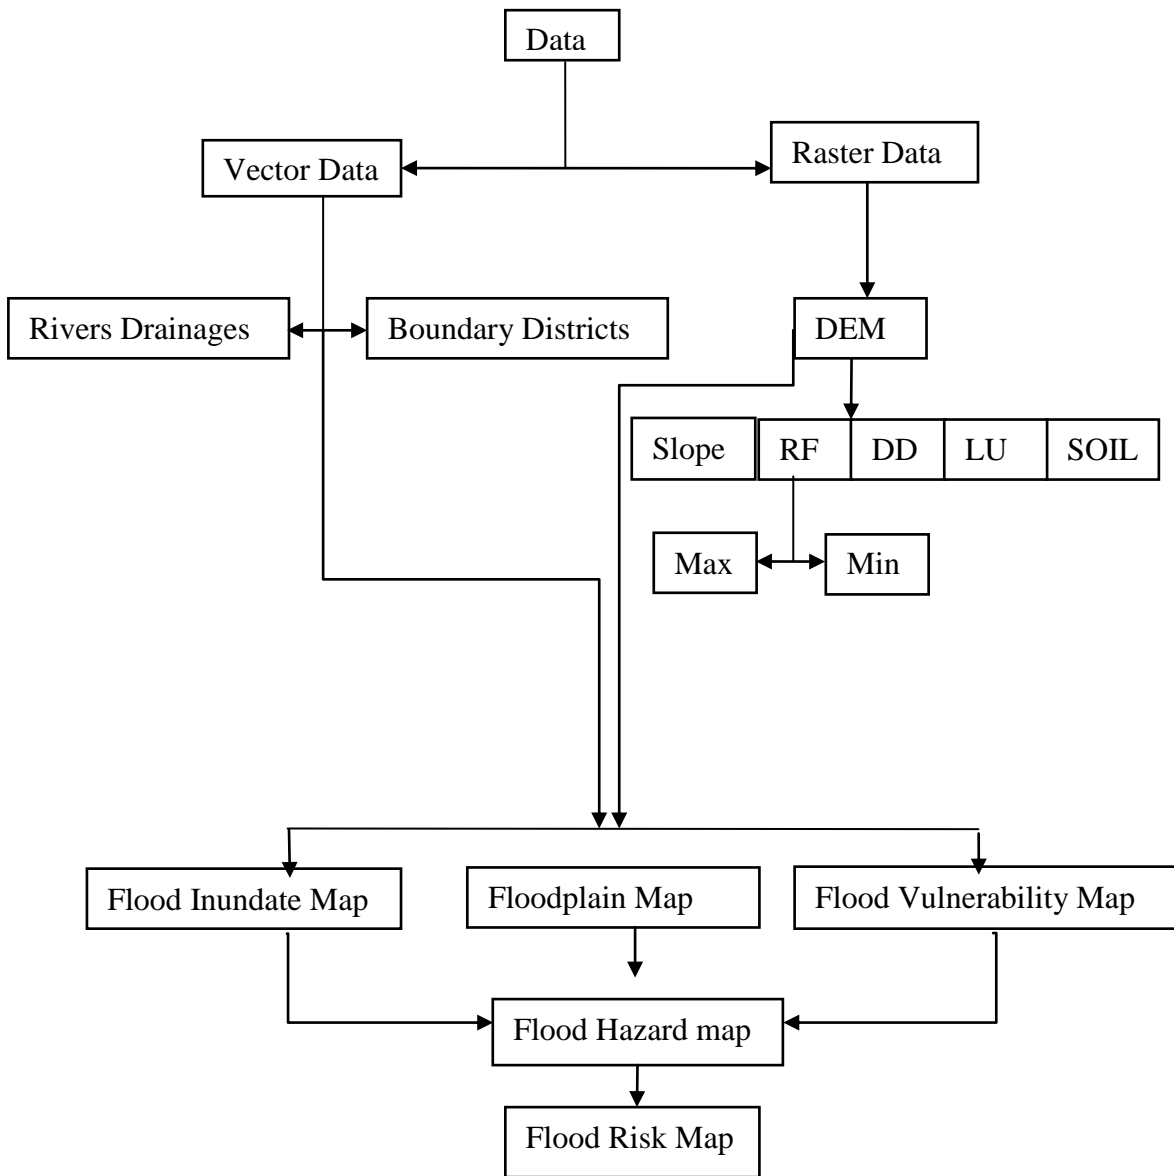 Data
Vector Data
Raster Data
Rivers Drainages
Boundary Districts
DEM
Slope
RF
DD
LU
SOIL
Max
Min
Flood Inundate Map
Floodplain Map
Flood Vulnerability Map
Flood Hazard map
Flood Risk Map